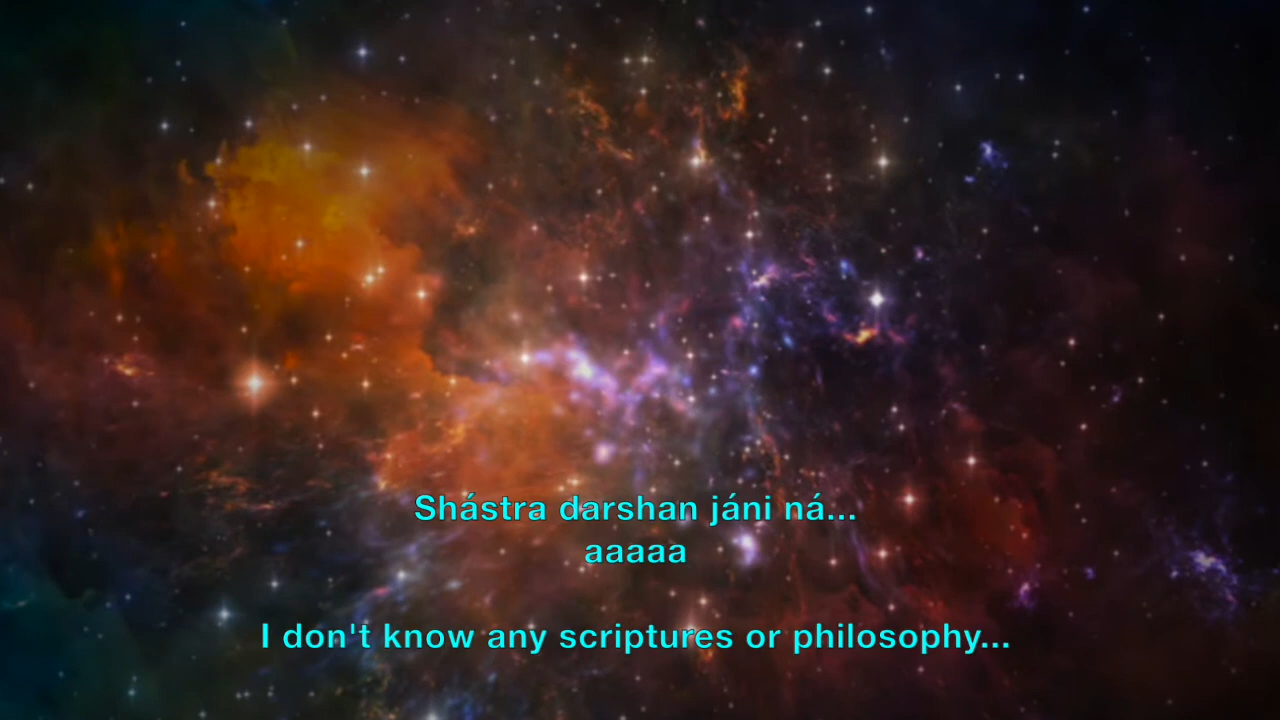 Shástra darshan jáni ná...
aaaaa
I don't know any scriptures or philosophy...